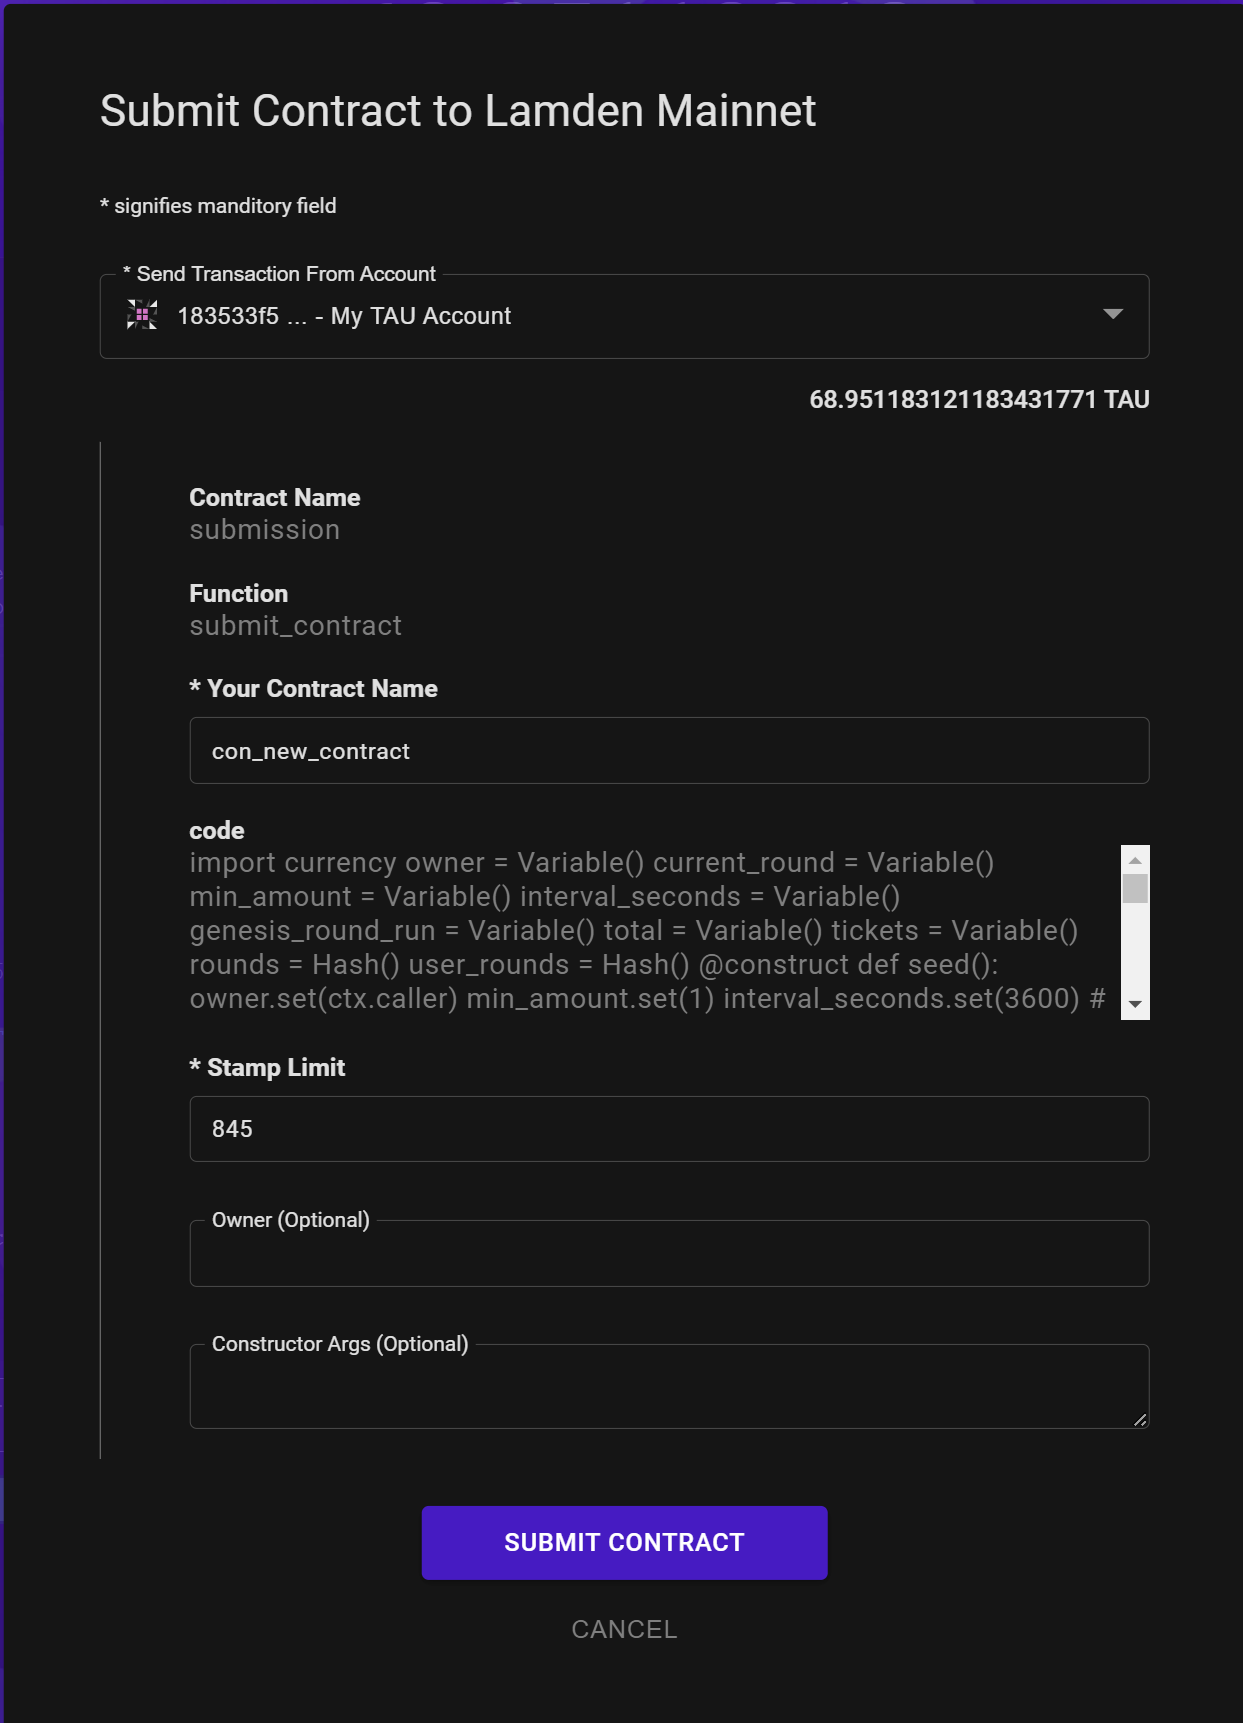 Submit Contract to Lamden Mainnet
* signifies manditory field
* Send Transaction From Account
183533f5 ... - My TAU Account
68.951183121183431771 TAU
Contract Name
submission
Function
submit_contract
* Your Contract Name
con_new_contract
code
import currency owner = Variable() current_round = Variable()
min_amount = Variable() interval_seconds = Variable()
genesis_round_run = Variable() total = Variable() tickets = Variable()
rounds = Hash() user_rounds = Hash() @construct def seed():
owner.set(ctx.caller) min_amount.set(1) interval_seconds.set(3600) #
* Stamp Limit
845
Owner (Optional)
Constructor Args (Optional)
SUBMIT CONTRACT
CANCEL